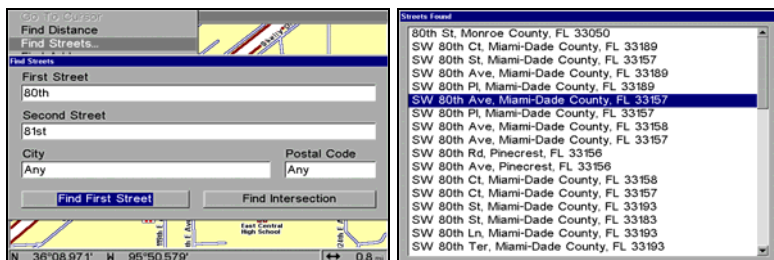 Go To Cursor
Find Distance
Find Streets...
Shelly
Find Streets
First Street
80th
Second Street
81st
City
Postal Code
Any
Any
Find First Street
Find Intersection
East Central
High School
N 36°08.971' W 95°50.579'
0.8
Streets Found
80th St, Monroe County, FL 33050
SW 80th Ct, Miami-Dade County, FL 33189
SW 80th St, Miami-Dade County, FL 33157
SW 80th Ave, Miami-Dade County, FL 33189
SW 80th Pl, Miami-Dade County, FL 33189
SW 80th Ave, Miami-Dade County, FL 33157
SW 80th Pl, Miami-Dade County, FL 33157
SW 80th Ave, Miami-Dade County, FL 33158
SW 80th Ave, Miami-Dade County, FL 33157
SW 80th Rd, Pinecrest, FL 33156
SW 80th Ave, Pinecrest, FL 33156
SW 80th Ct, Miami-Dade County, FL 33158
SW 80th Ct, Miami-Dade County, FL 33157
SW 80th St, Miami-Dade County, FL 33193
SW 80th St, Miami-Dade County, FL 33183
SW 80th Ln, Miami-Dade County, FL 33193
SW 80th Ter, Miami-Dade County, FL 33193